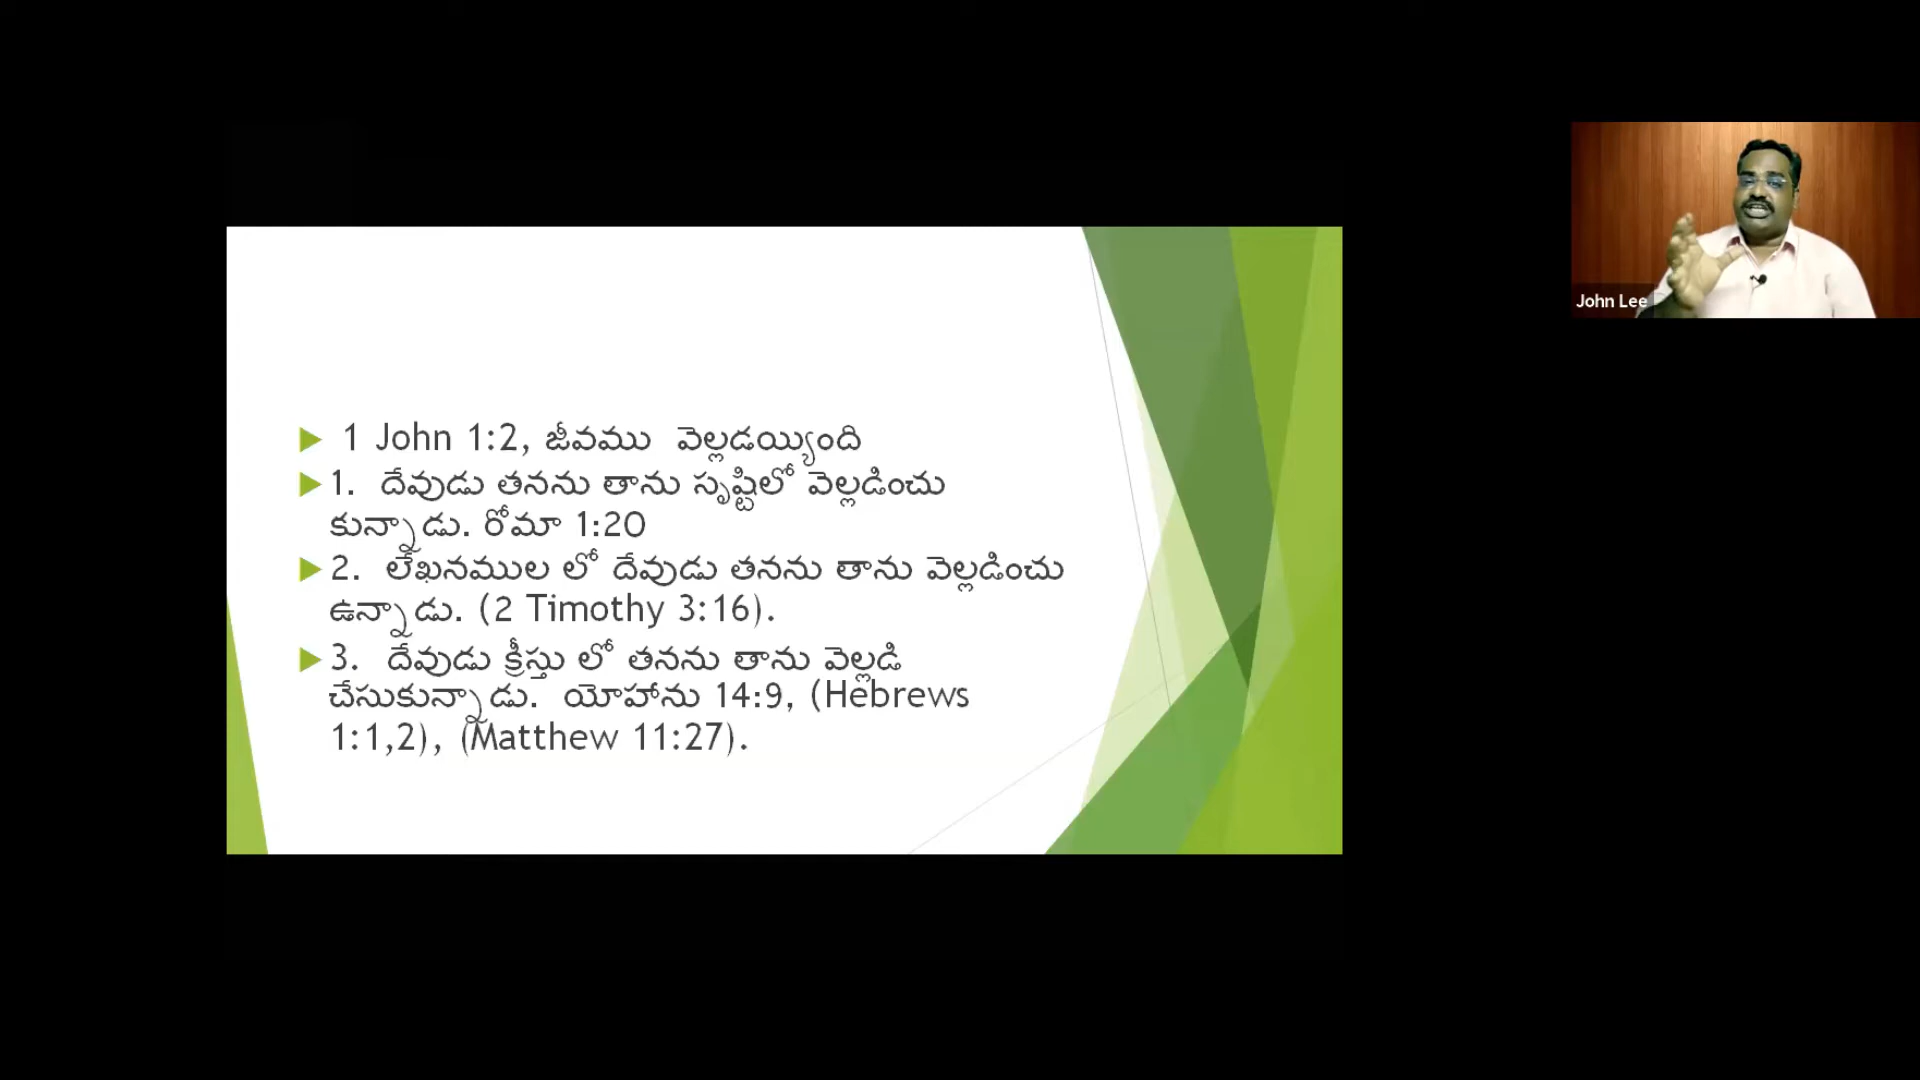 1 John 1:2, జీవము వెల్లడయ్యింది
1. దేవుడు తనను తాను సృష్టిలో వెల్లడించు
కున్నాడు. రోమా 1:20
2. లేఖనముల లో దేవుడు తనను తాను వెల్లడించు
ఉన్నాడు. (2 Timothy 3:16).
3. దేవుడు క్రీస్తు లో తనను తాను వెల్లడి
చేసుకున్నాడు. యోహాను 14:9, (Hebrews
1:1,2), (Matthew 11:27).
John Lee